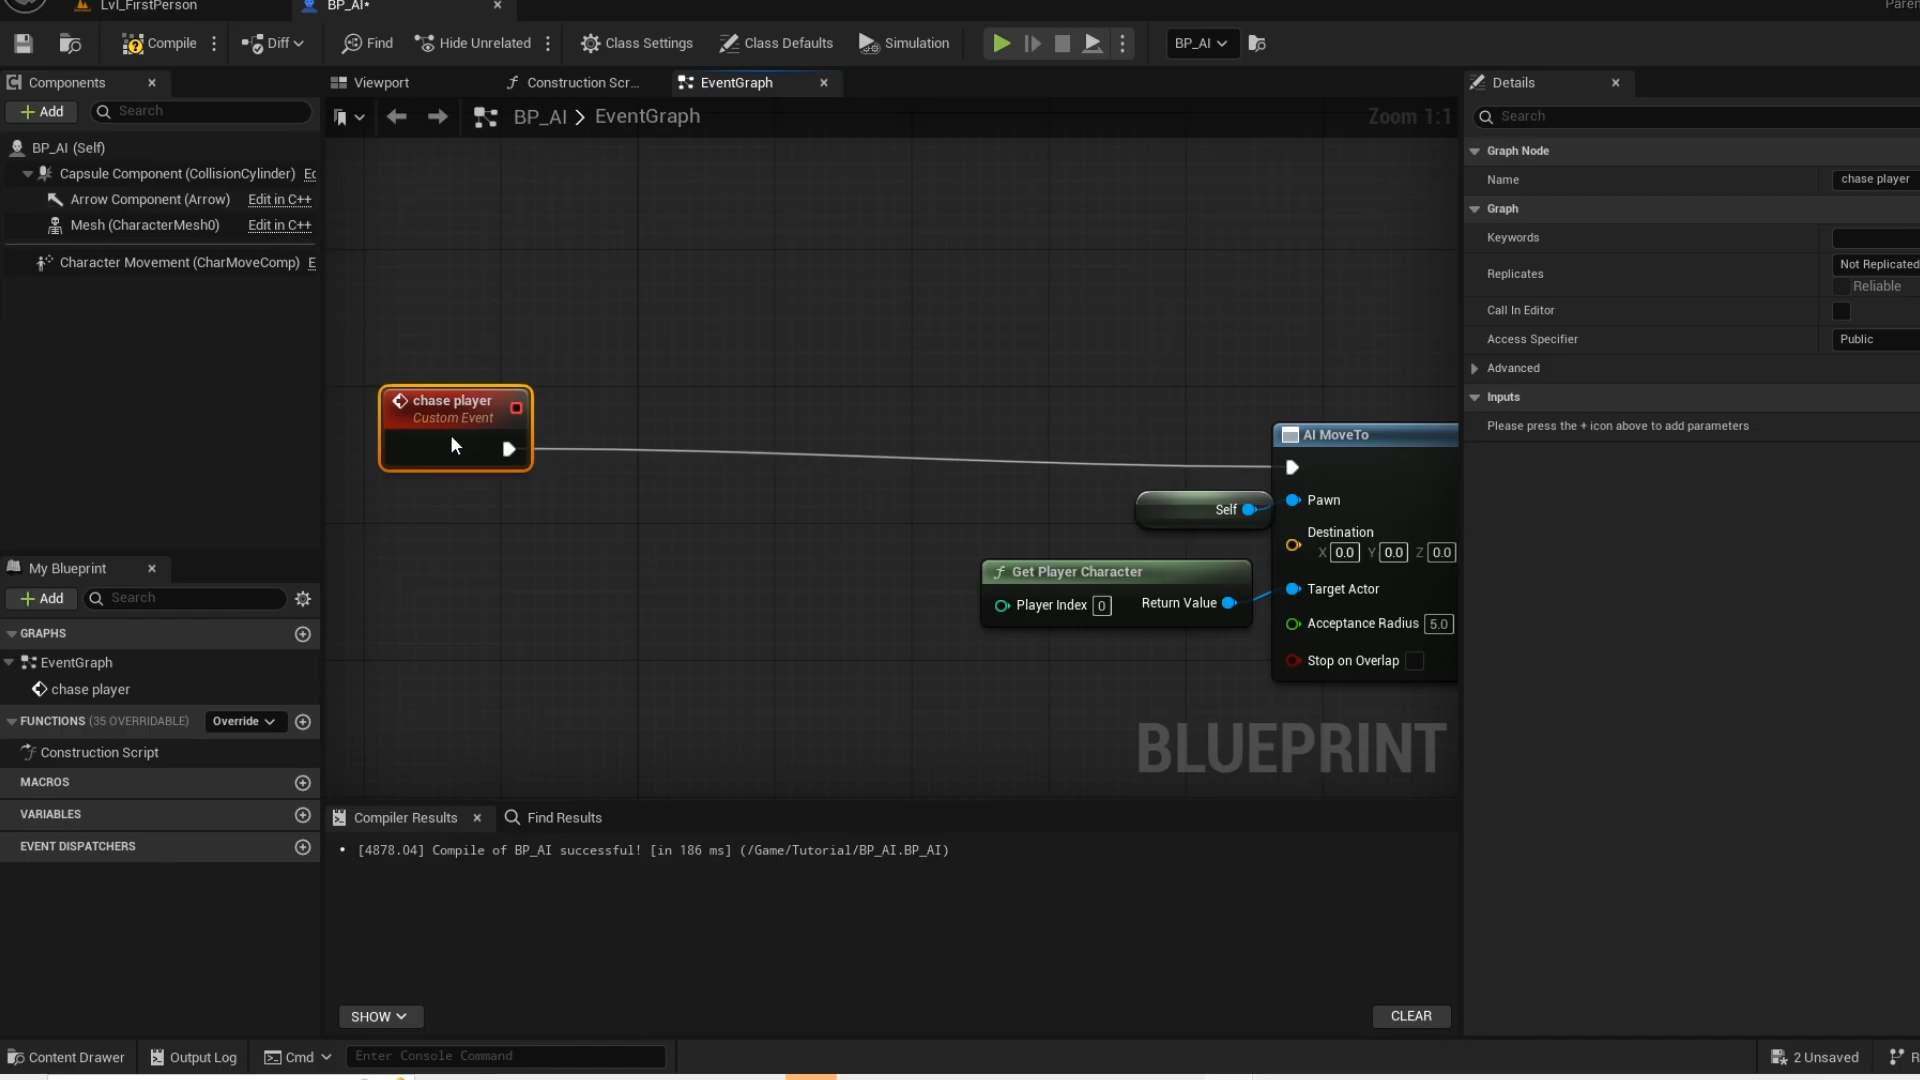 Lvl_FirstPerson
BP_AI*
Paren
Compile
Diff
Find
Hide Unrelated
Class Settings
Class Defaults
Simulation
BP_AI
Components
+ Add
Search
BP_AI (Self)
Capsule Component (CollisionCylinder) Ec
Arrow Component (Arrow) Edit in C++
Mesh (CharacterMesh0) Edit in C++
Character Movement (CharMoveComp) E
My Blueprint
+ Add
Search
GRAPHS
EventGraph
chase player
FUNCTIONS (35 OVERRIDABLE) Override
Construction Script
MACROS
VARIABLES
EVENT DISPATCHERS
Viewport
Construction Scr...
EventGraph
BP_AI > EventGraph
Zoom 1:1
chase player
Custom Event
AI MoveTo
Self
Pawn
Destination
X 0.0 Y 0.0 Z 0.0
Get Player Character
Player Index 0 Return Value
Target Actor
Acceptance Radius 5.0
Stop on Overlap
BLUEPRINT
Compiler Results
Find Results
• [4878.04] Compile of BP_AI successful! [in 186 ms] (/Game/Tutorial/BP_AI.BP_AI)
SHOW
CLEAR
Details
Search
Graph Node
Name chase player
Graph
Keywords
Replicates Not Replicated
Reliable
Call In Editor
Access Specifier Public
Advanced
Inputs
Please press the + icon above to add parameters
Content Drawer
Output Log
Cmd
Enter Console Command
2 Unsaved
R